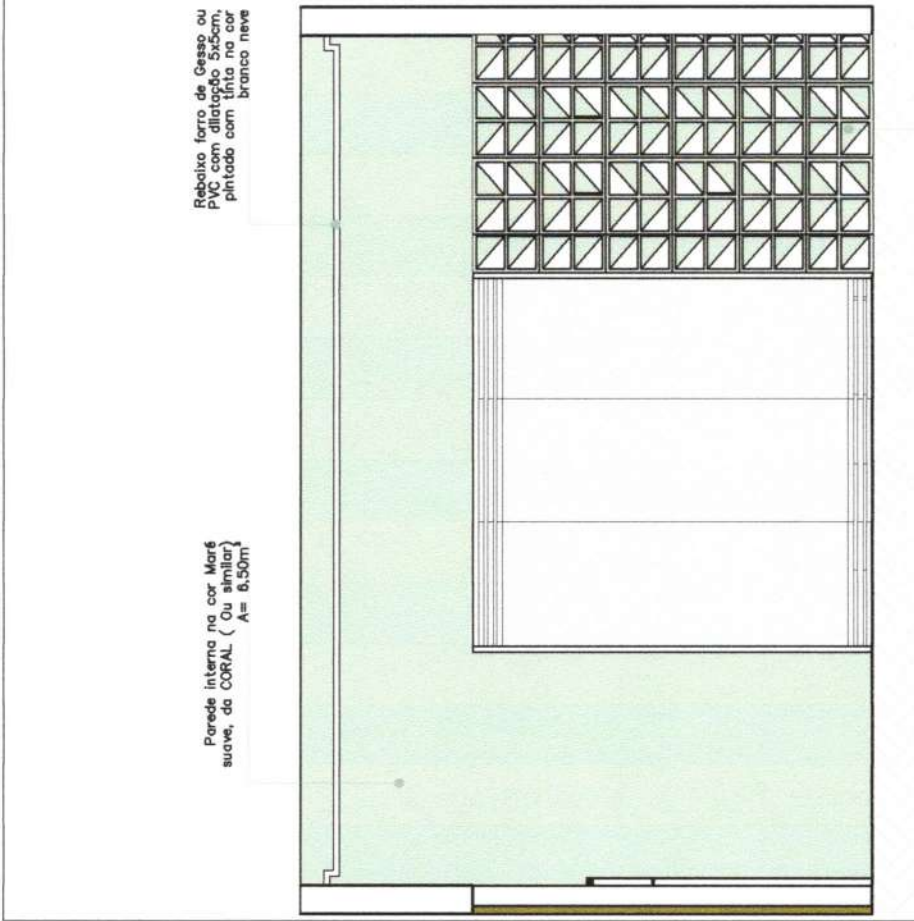 Rebaixo forro de Gesso ou
PVC com dilatação 5x5cm,
pintado com tinta na cor
branco neve
Parede interna na cor Maré
suave, da CORAL ( Ou similar)
A= 6,50m²